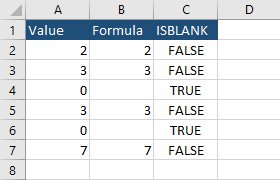 A B C D
1 Value Formula ISBLANK
2 2 2 FALSE
3 3 3 FALSE
4 0 TRUE
5 3 3 FALSE
6 0 TRUE
7 7 7 FALSE
8